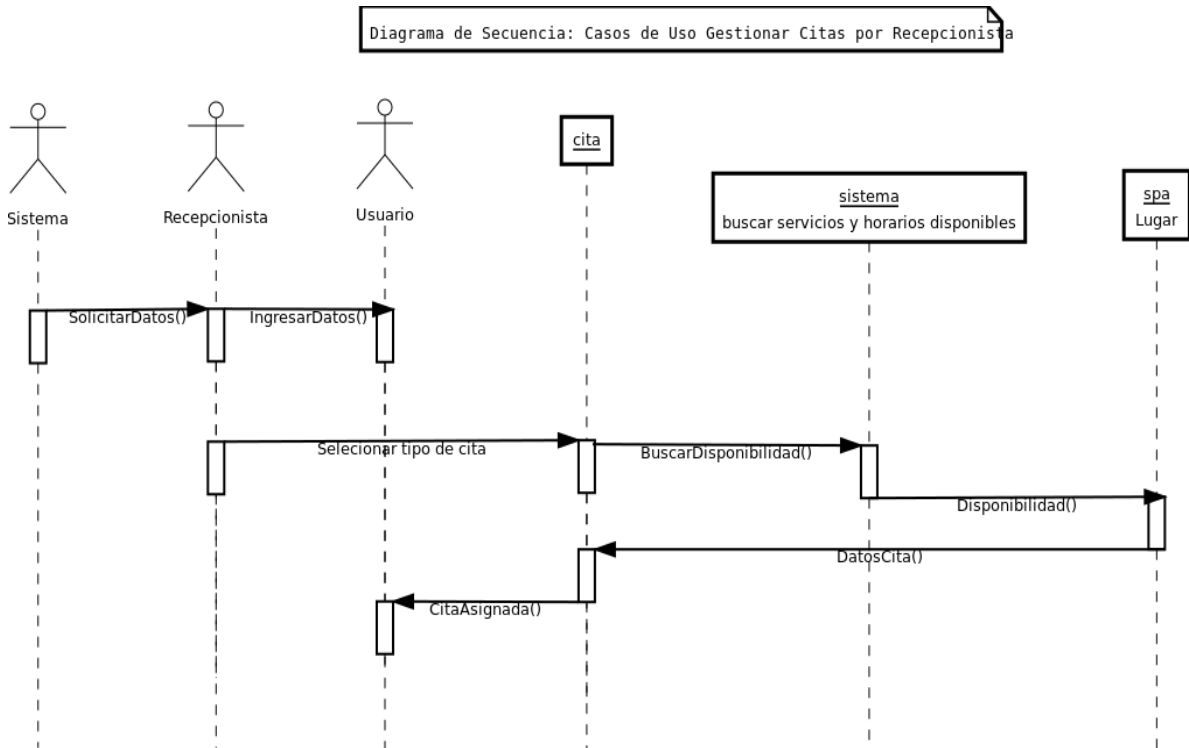 Diagrama de Secuencia: Casos de Uso Gestionar Citas por Recepcionista
cita
sistema
buscar servicios y horarios disponibles
spa
Lugar
Sistema
Recepcionista
Usuario
SolicitarDatos()
IngresarDatos()
Selecionar tipo de cita
BuscarDisponibilidad()
Disponibilidad()
DatosCita()
CitaAsignada()